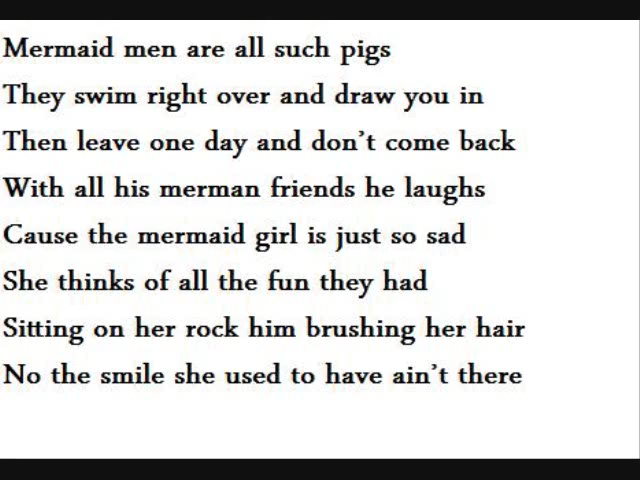 Mermaid men are all such pigs
They swim right over and draw you in
Then leave one day and don't come back
With all his merman friends he laughs
Cause the mermaid girl is just so sad
She thinks of all the fun they had
Sitting on her rock him brushing her hair
No the smile she used to have ain't there